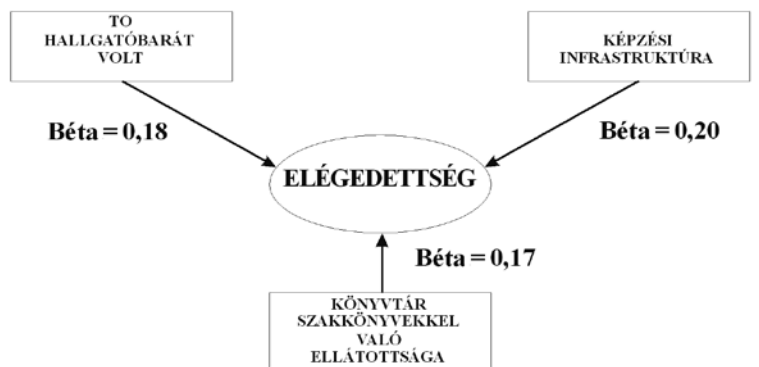 TO
HALLGATÓBARÁT
VOLT
KÉPZÉSI
INFRASTRUKTÚRA
Béta = 0,18
Béta = 0,20
ELÉGEDETTSÉG
Béta = 0,17
KÖNYVTÁR
SZAKKÖNYVEKKEL
VALÓ
ELLÁTOTTSÁGA